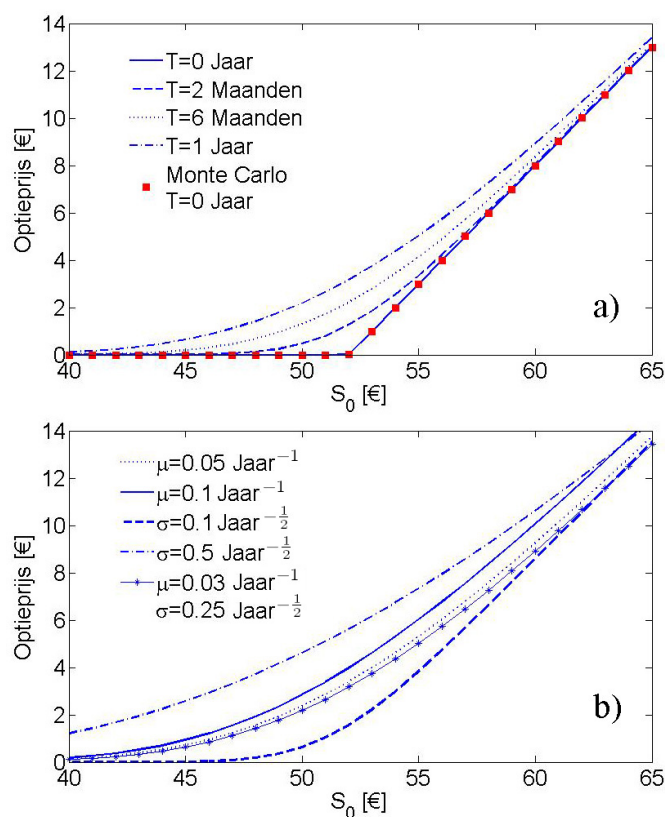 14
12
10
8
6
4
2
0
Optieprijs [€]
T=0 Jaar
T=2 Maanden
T=6 Maanden
T=1 Jaar
Monte Carlo
T=0 Jaar
a)
40 45 50 55 60 65
S₀ [€]
14
12
10
8
6
4
2
0
Optieprijs [€]
μ=0.05 Jaar⁻¹
μ=0.1 Jaar⁻¹
σ=0.1 Jaar^{-1/2}
σ=0.5 Jaar^{-1/2}
μ=0.03 Jaar⁻¹
σ=0.25 Jaar^{-1/2}
b)
40 45 50 55 60 65
S₀ [€]